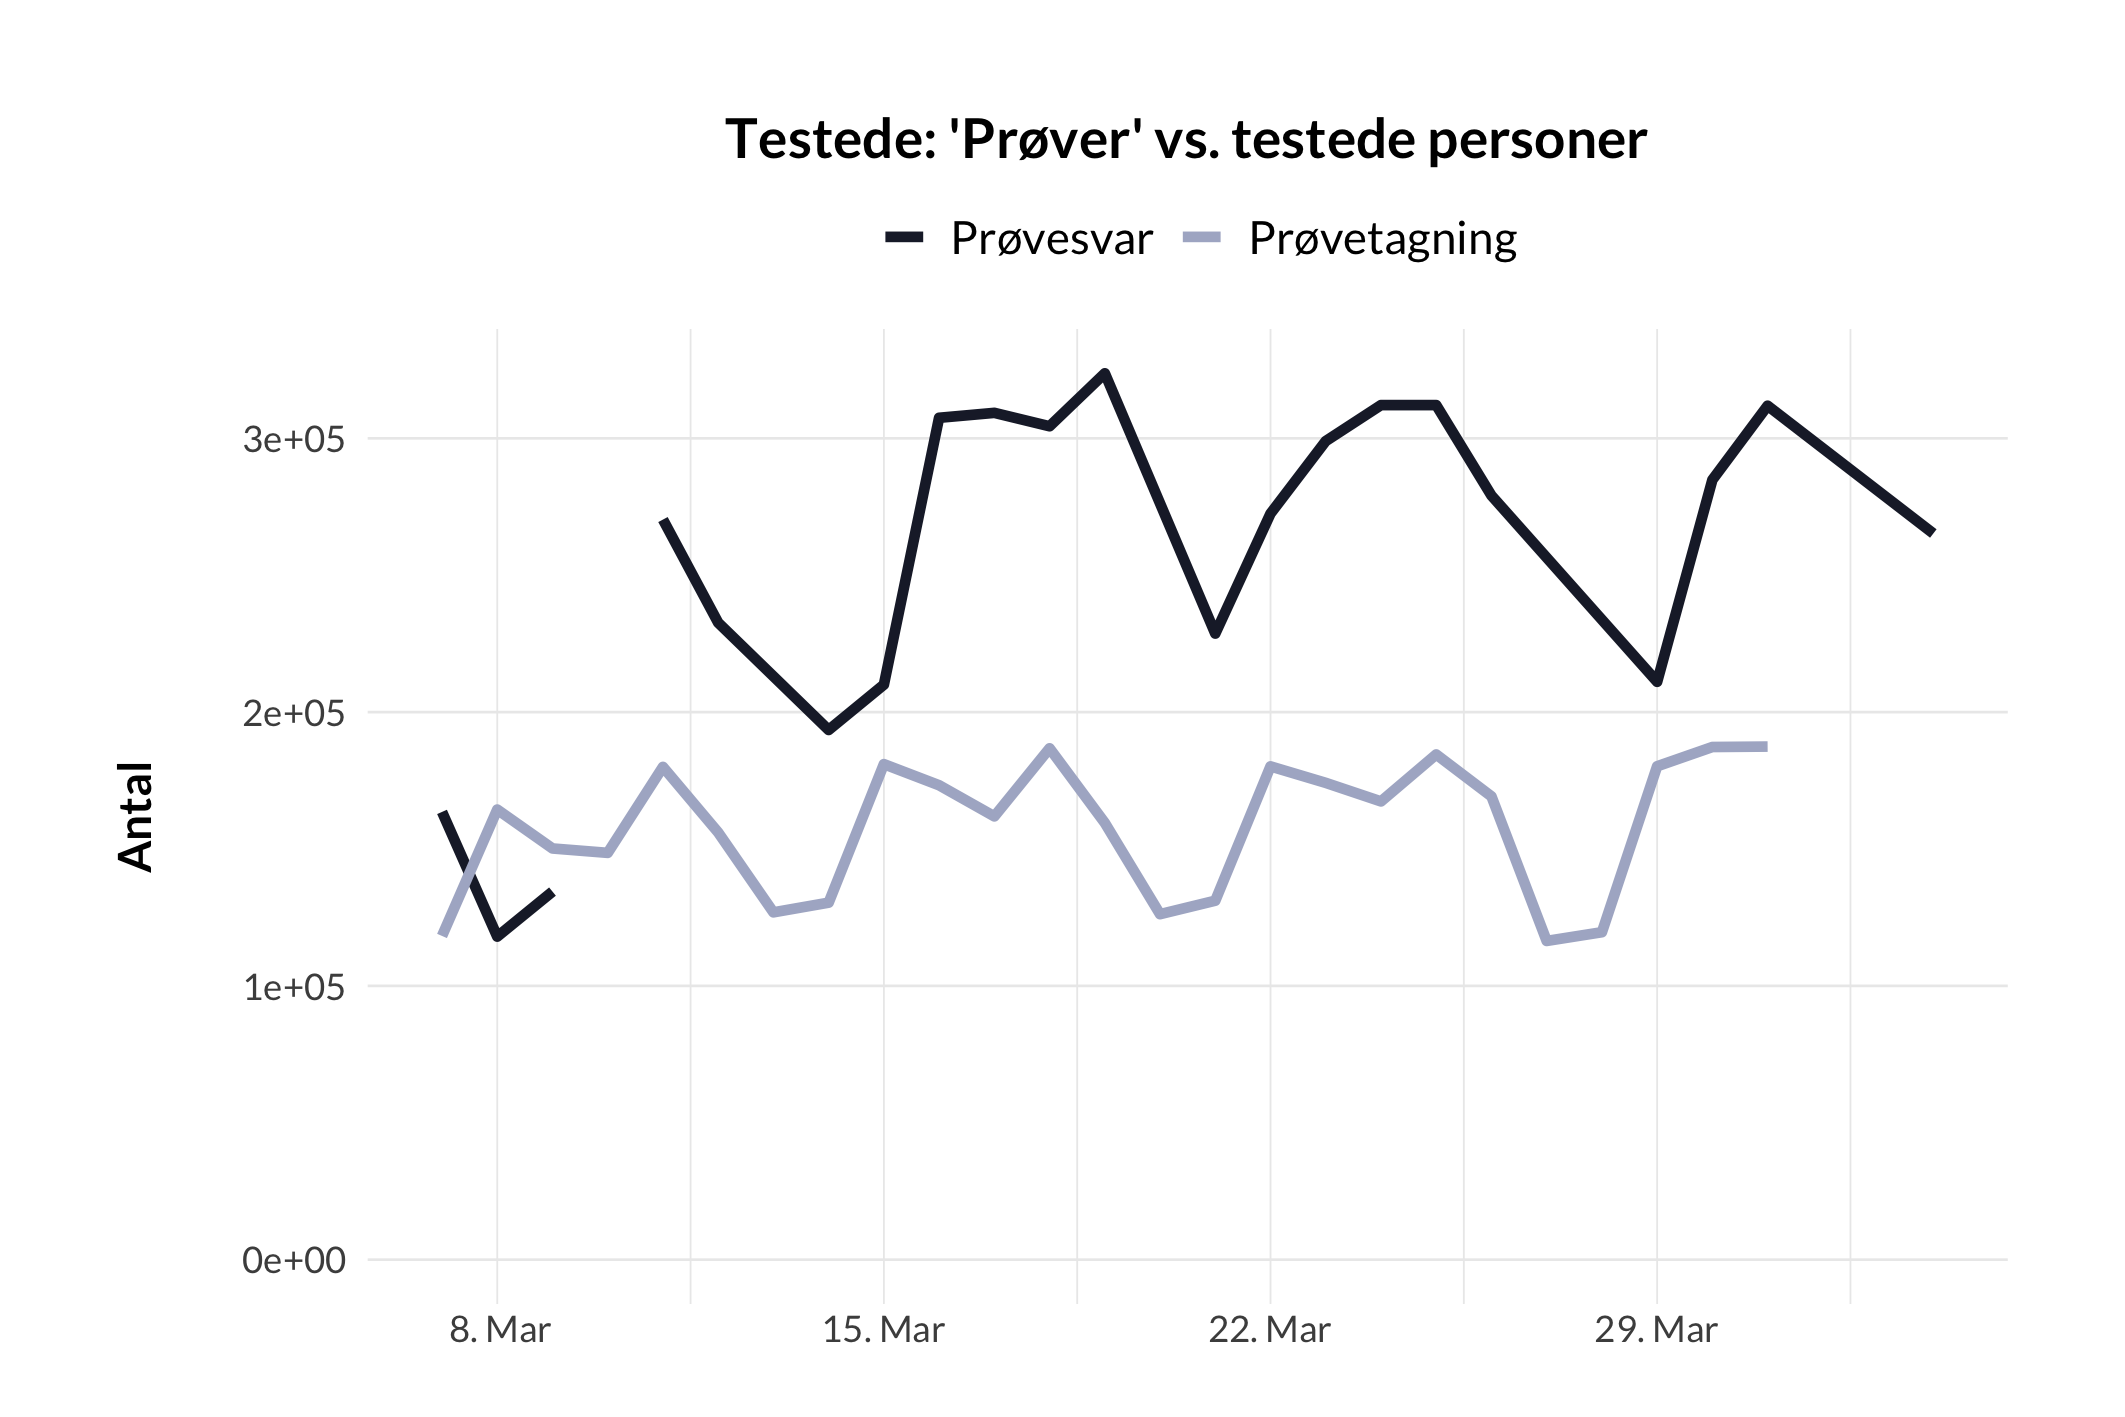 Testede: 'Prøver' vs. testede personer
Prøvesvar Prøvetagning
Antal
3e+05
2e+05
1e+05
0e+00
8. Mar 15. Mar 22. Mar 29. Mar